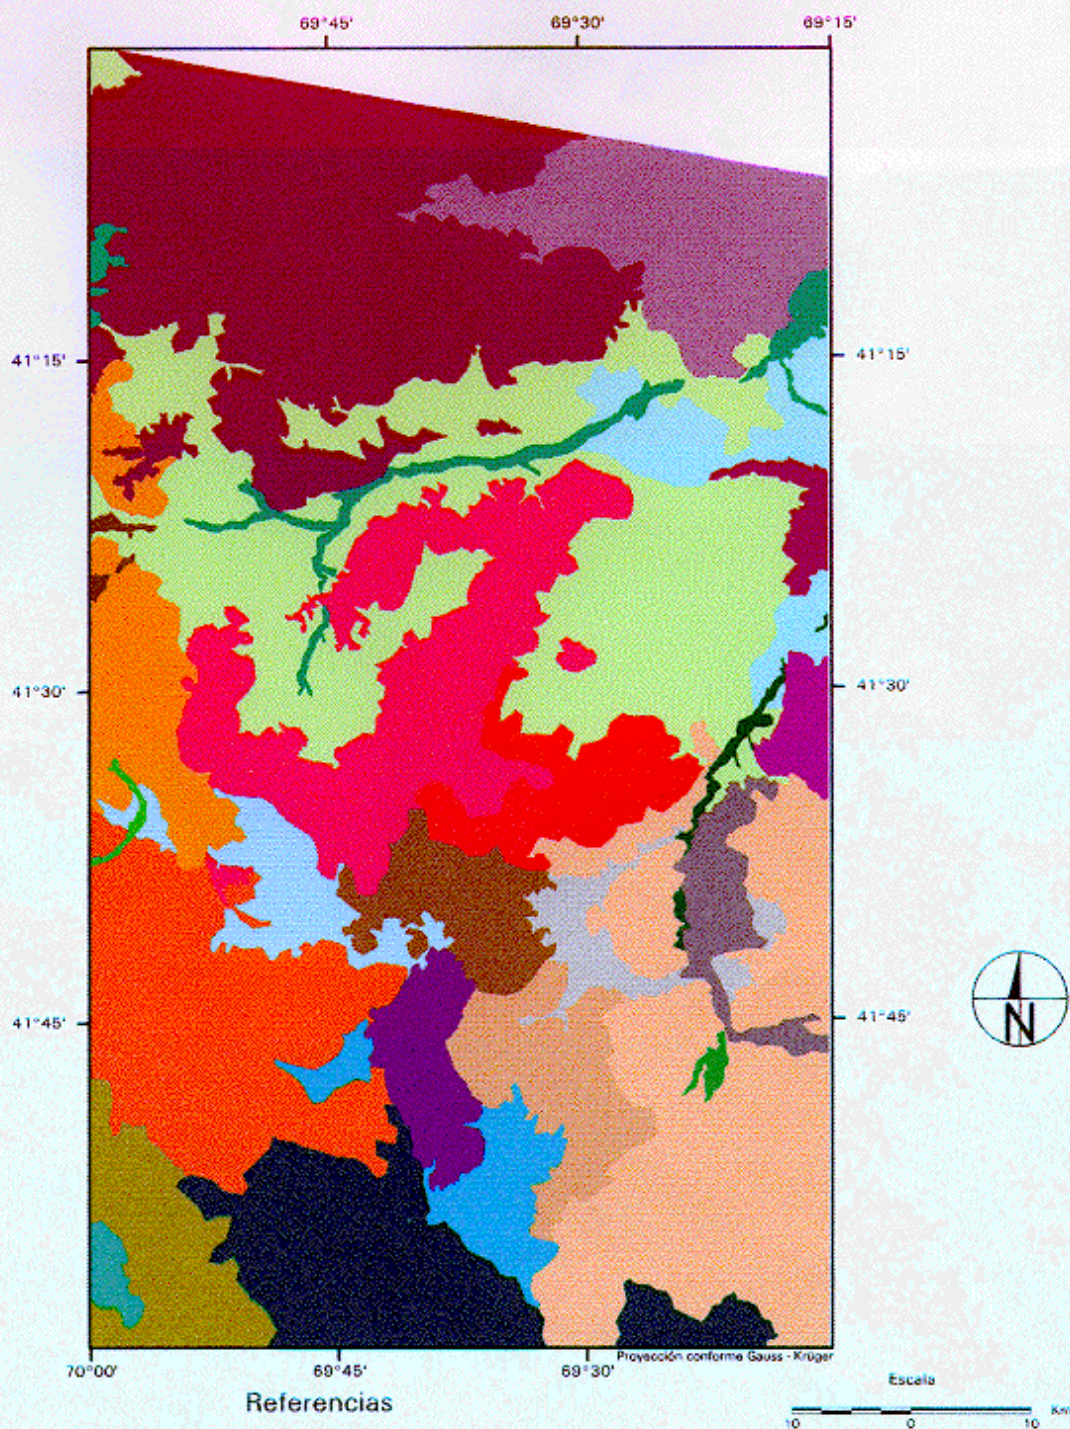 69°45' 69°30' 69°15'
41°15' 41°15'
41°30' 41°30'
41°45' 41°45'
N
Proyección conforme Gauss - Krüger
70°00' 69°45' 69°30'
Escala
Referencias
Km
10 0 10